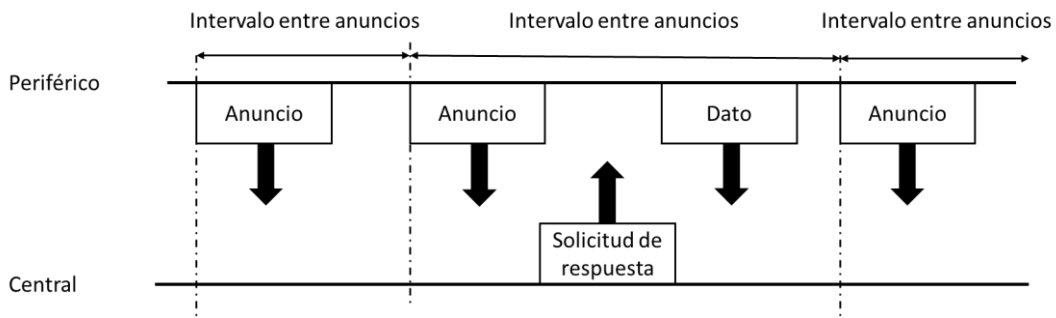 Intervalo entre anuncios
Intervalo entre anuncios
Intervalo entre anuncios
Periférico
Anuncio
Anuncio
Dato
Anuncio
Solicitud de
respuesta
Central